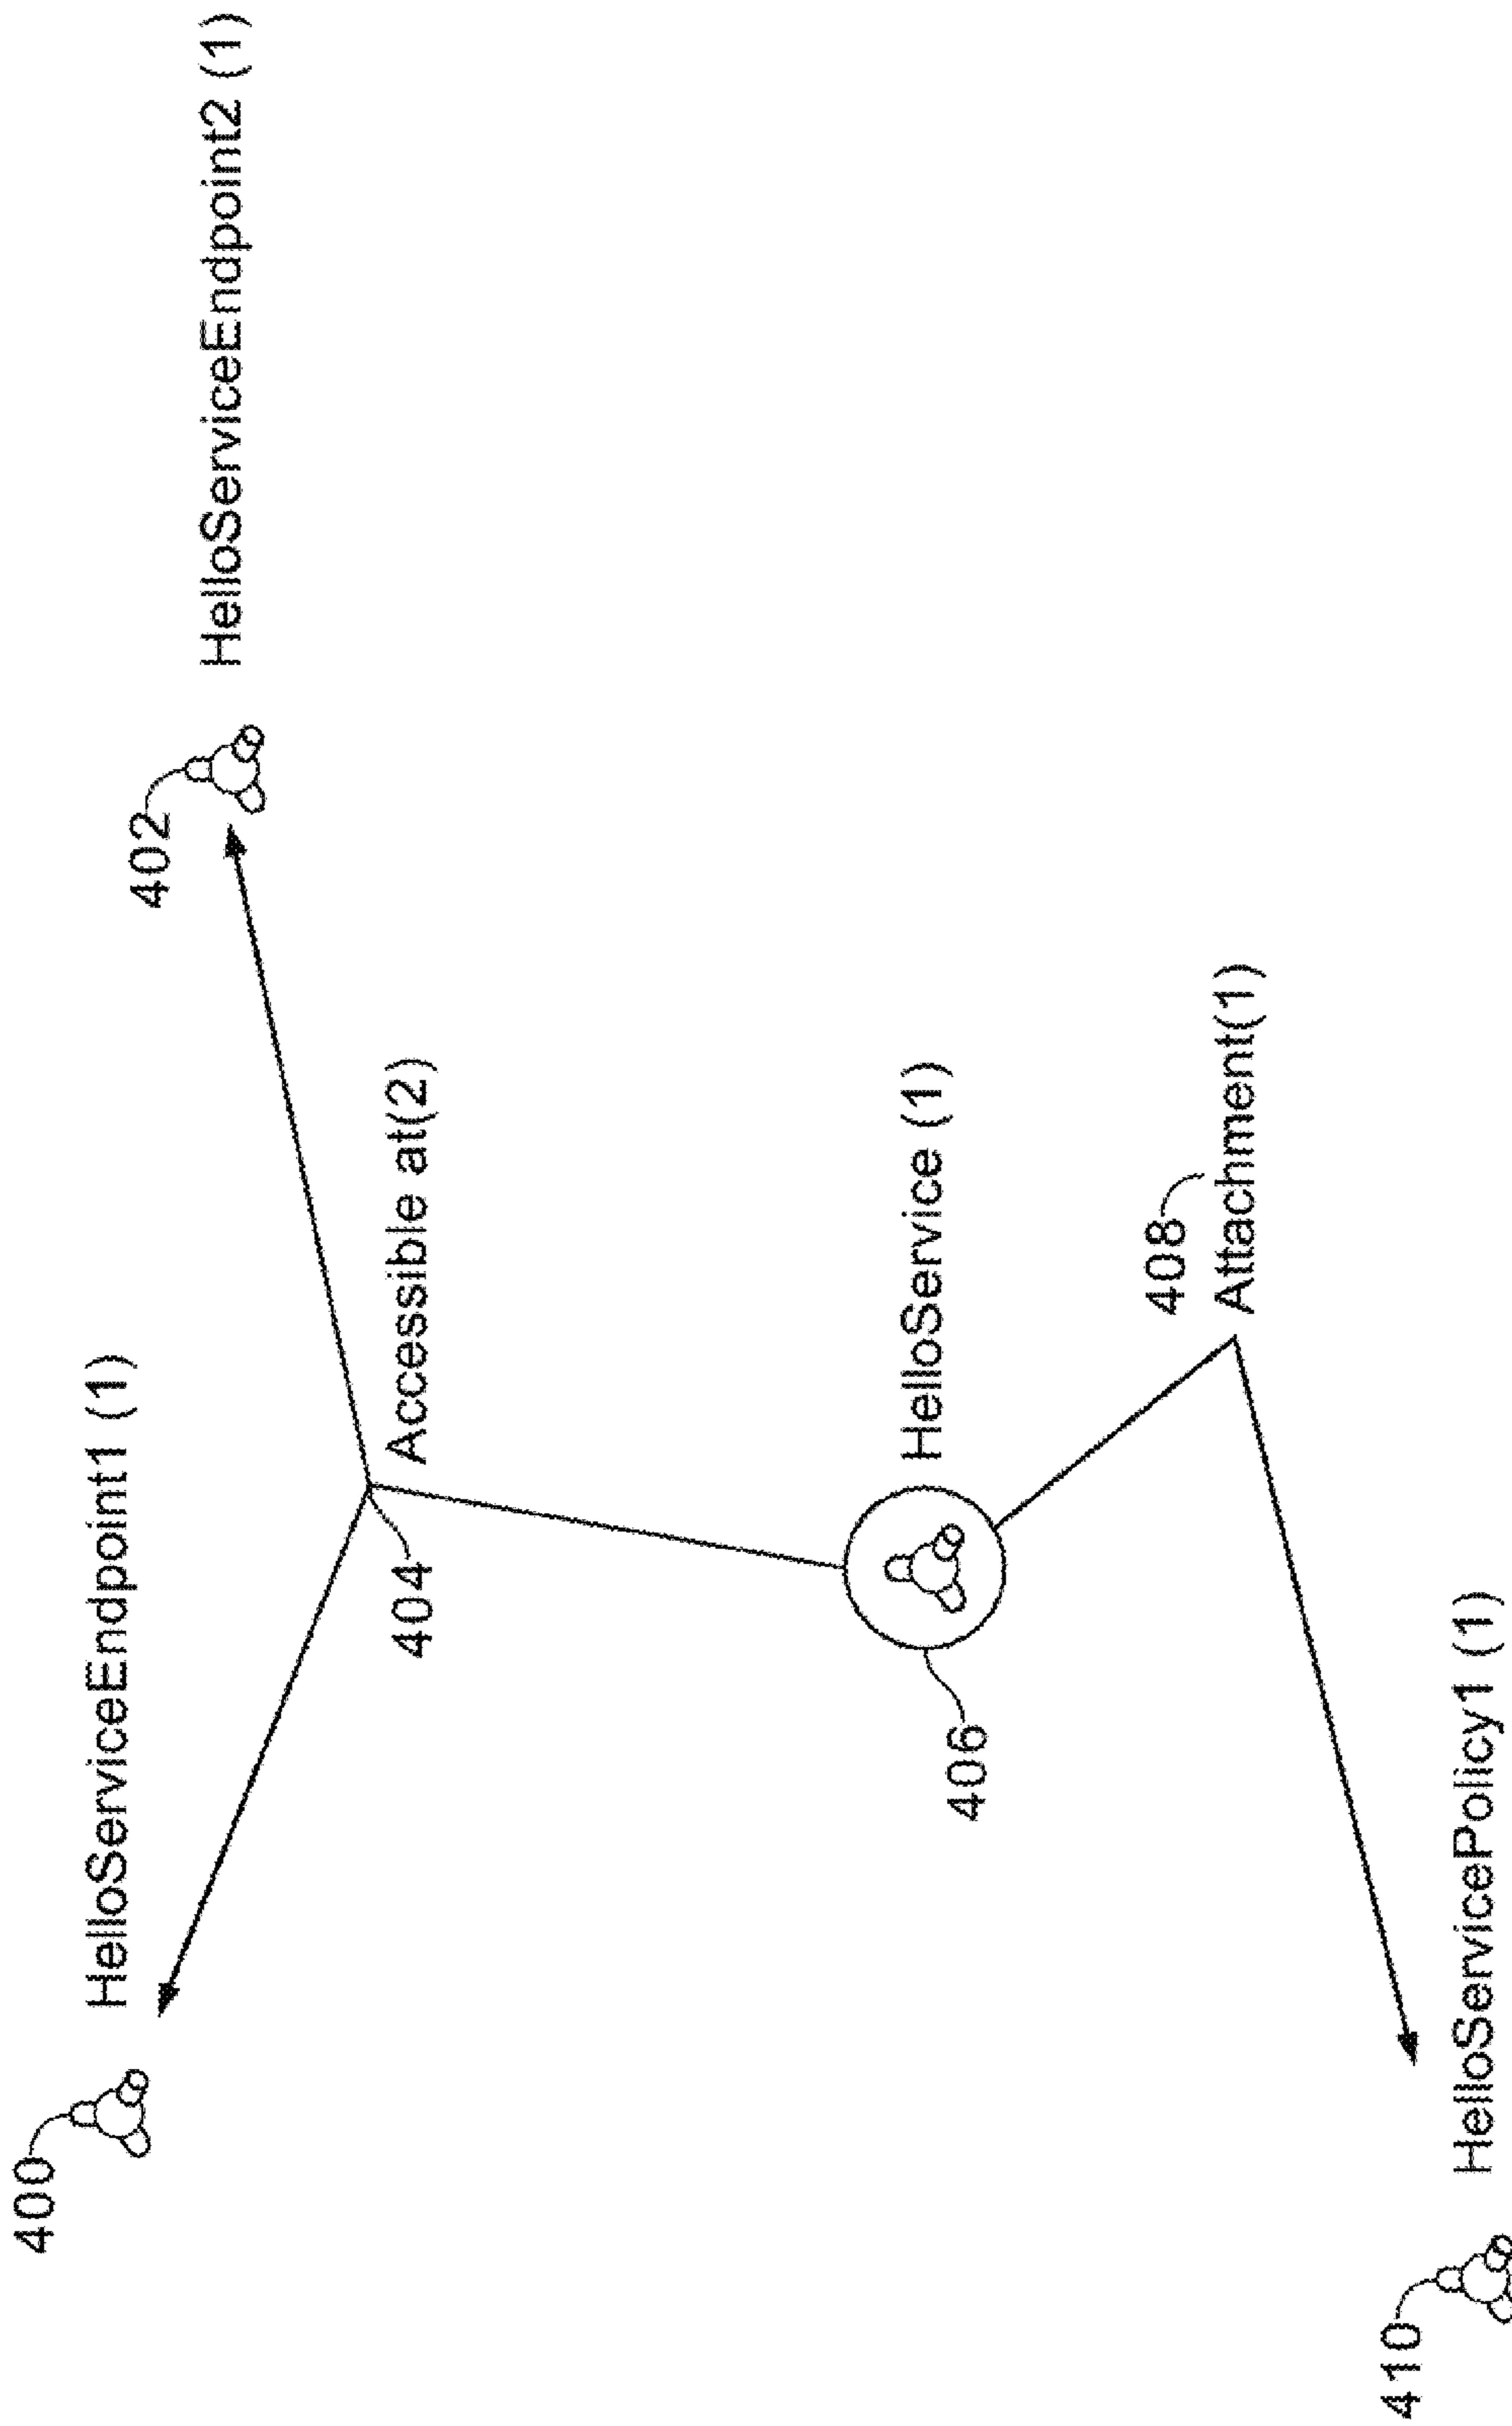 400
HelloServiceEndpoint1 (1)
402
HelloServiceEndpoint2 (1)
404
Accessible at(2)
406
HelloService (1)
408
Attachment(1)
410
HelloServicePolicy1 (1)